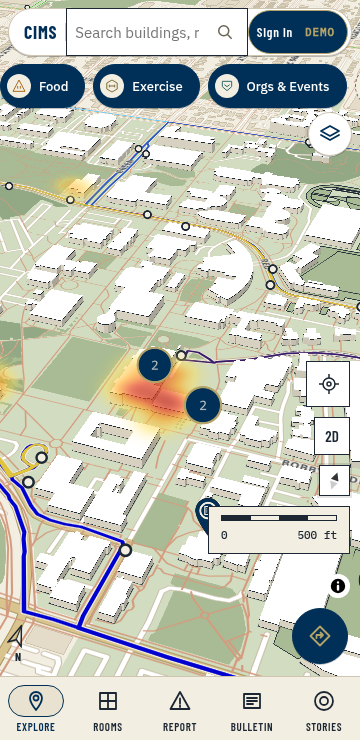 CIMS
Search buildings, r
Sign In DEMO
Food
Exercise
Orgs & Events
2
2
2D
0 500 ft
N
EXPLORE
ROOMS
REPORT
BULLETIN
STORIES